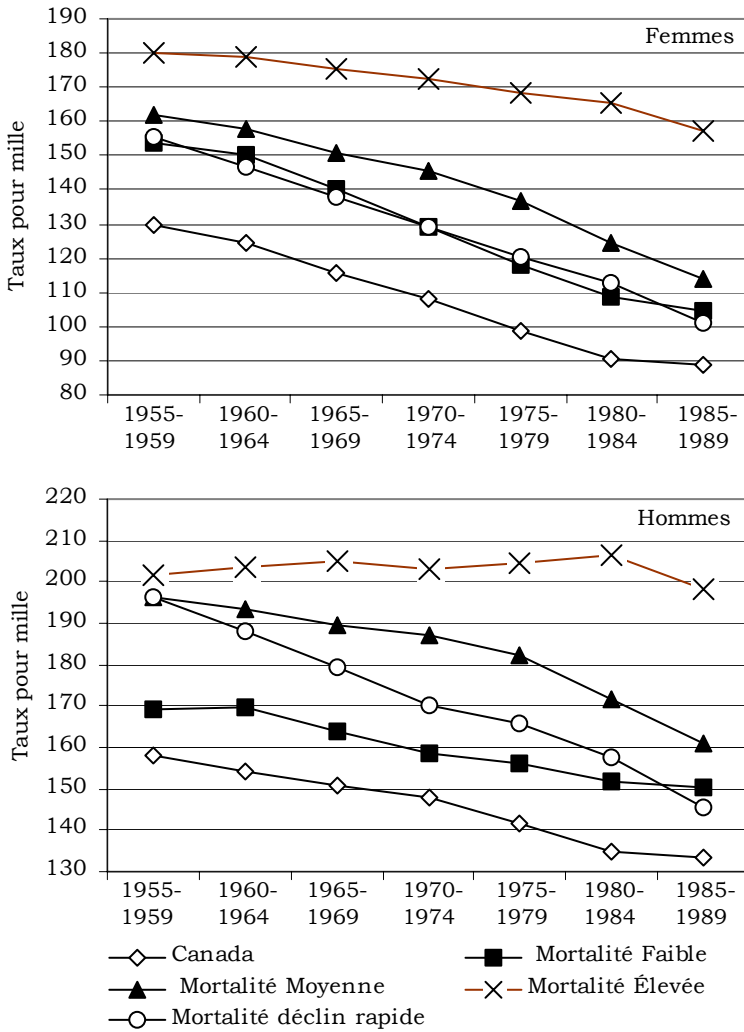 190
180
170
160
150
140
130
120
110
100
90
80
Taux pour mille
Femmes
1955-1959 1960-1964 1965-1969 1970-1974 1975-1979 1980-1984 1985-1989
220
210
200
190
180
170
160
150
140
130
Taux pour mille
Hommes
1955-1959 1960-1964 1965-1969 1970-1974 1975-1979 1980-1984 1985-1989
Canada Mortalité Faible
Mortalité Moyenne Mortalité Élevée
Mortalité déclin rapide